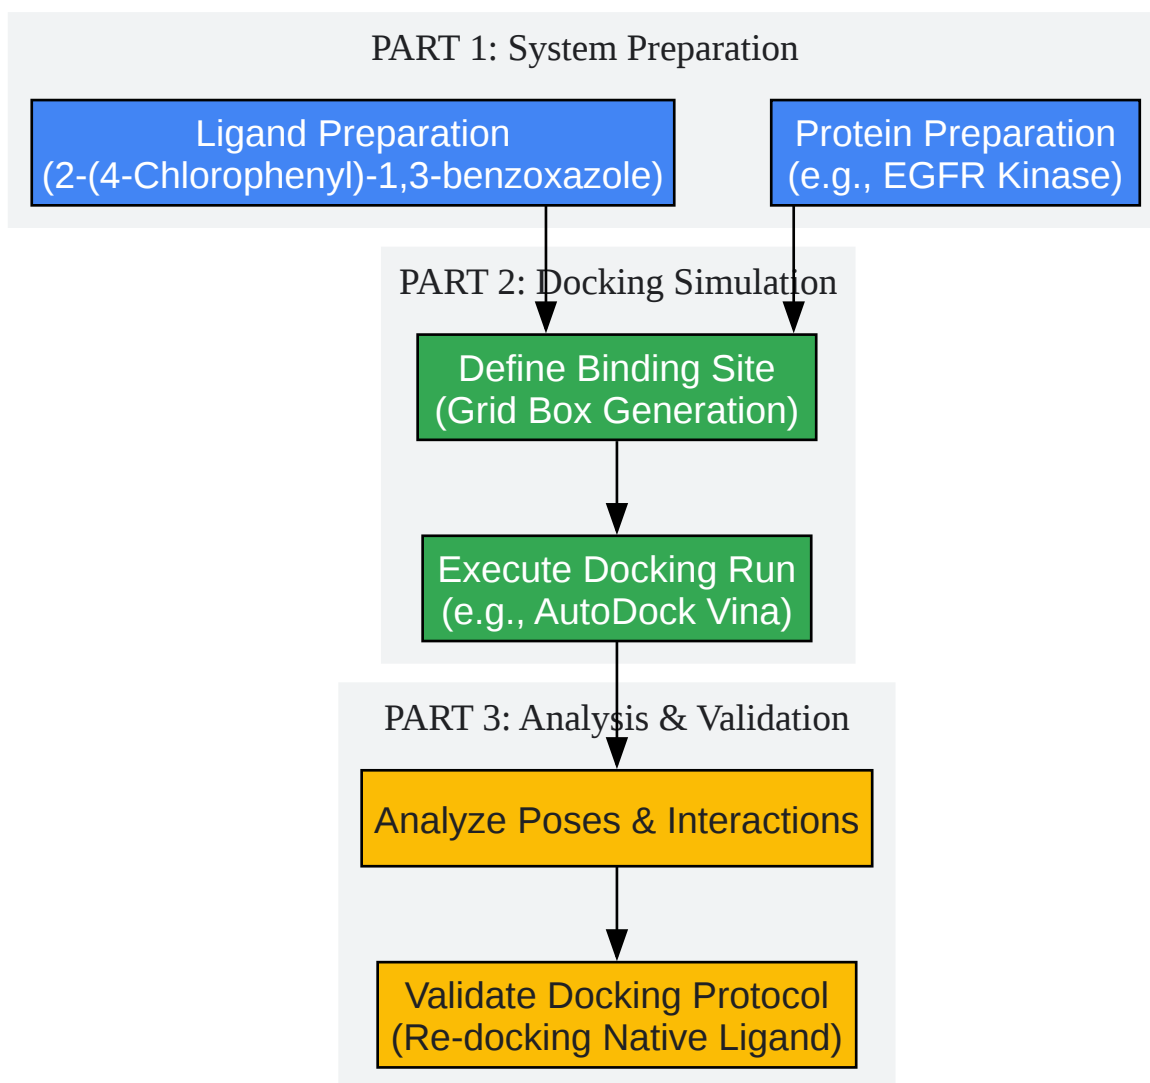 PART 1: System Preparation
Ligand Preparation
(2-(4-Chlorophenyl)-1,3-benzoxazole)
Protein Preparation
(e.g., EGFR Kinase)
PART 2: Docking Simulation
Define Binding Site
(Grid Box Generation)
Execute Docking Run
(e.g., AutoDock Vina)
PART 3: Analysis & Validation
Analyze Poses & Interactions
Validate Docking Protocol
(Re-docking Native Ligand)